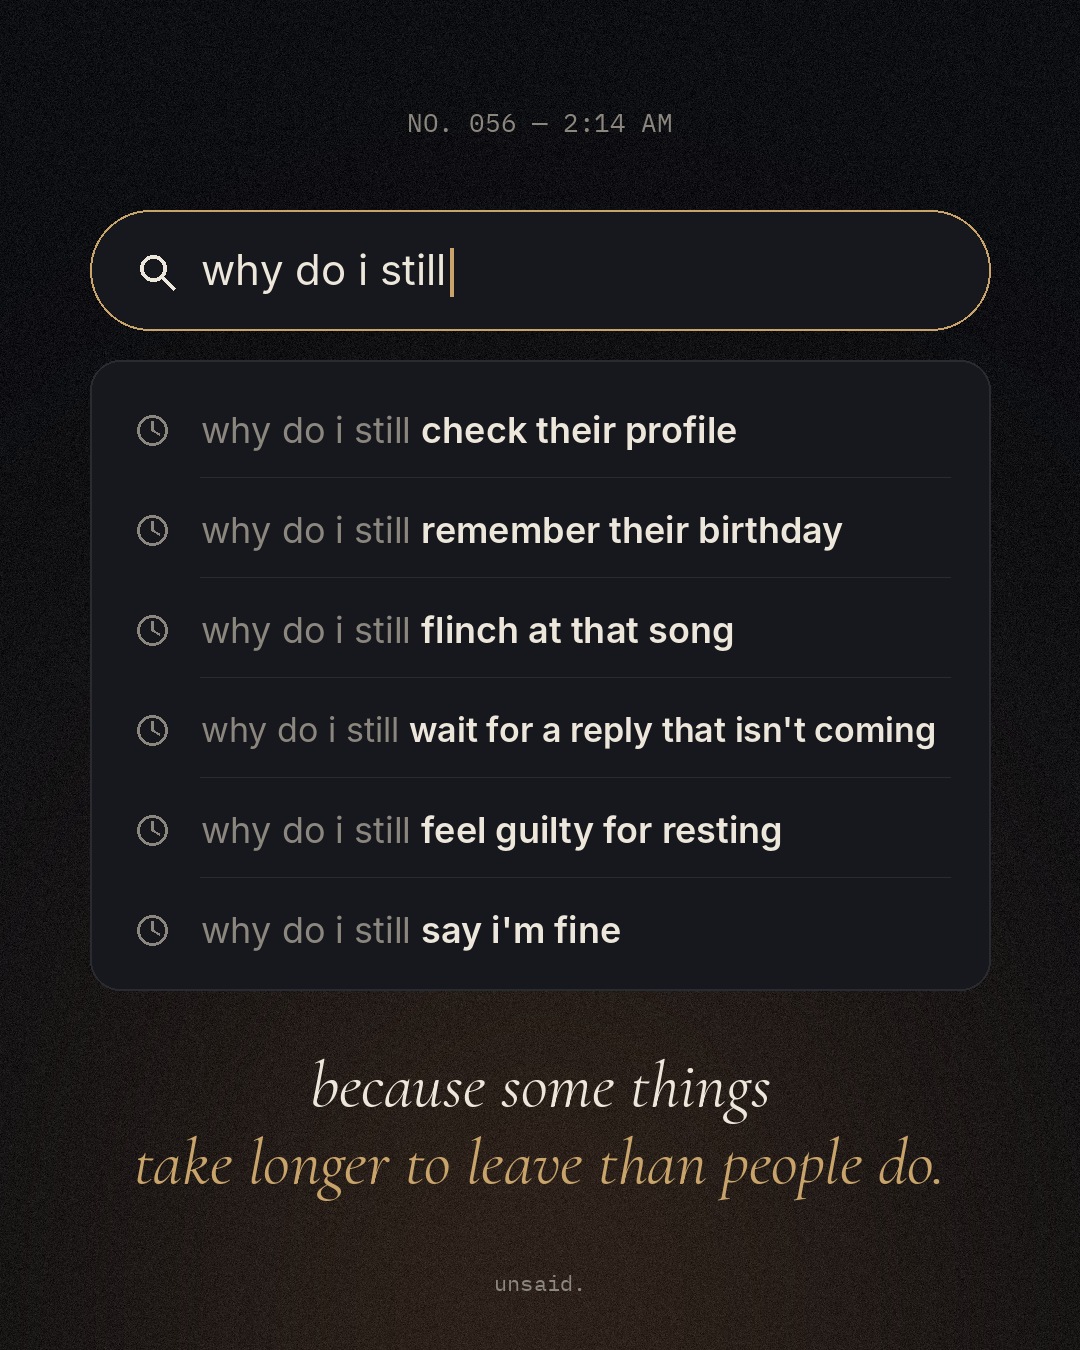 NO. 056 — 2:14 AM
why do i still
why do i still check their profile
why do i still remember their birthday
why do i still flinch at that song
why do i still wait for a reply that isn't coming
why do i still feel guilty for resting
why do i still say i'm fine
because some things
take longer to leave than people do.
unsaid.